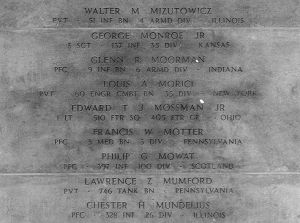 WALTER M MIZUTOWICZ
PVT · 51 INF BN · 4 ARMD DIV · ILLINOIS
GEORGE MONROE JR
S SGT · 137 INF 35 DIV · KANSAS
GLENN R MOORMAN
PFC · 9 INF BN · 6 ARMD DIV · INDIANA
LOUIS A MORICI
PVT · 60 ENGR CMBT BN 35 DIV · NEW YORK
EDWARD T J MOSSMAN JR
1 LT · 510 FTR SQ 405 FTR GP · OHIO
FRANCIS W MOTTER
PFC · 3 MED BN 3 DIV · PENNSYLVANIA
PHILIP G MOWAT
PFC · 397 INF 100 DIV · SCOTLAND
LAWRENCE Z MUMFORD
PVT · 746 TANK BN · PENNSYLVANIA
CHESTER H MUNDELIUS
PFC · 328 INF 26 DIV · ILLINOIS